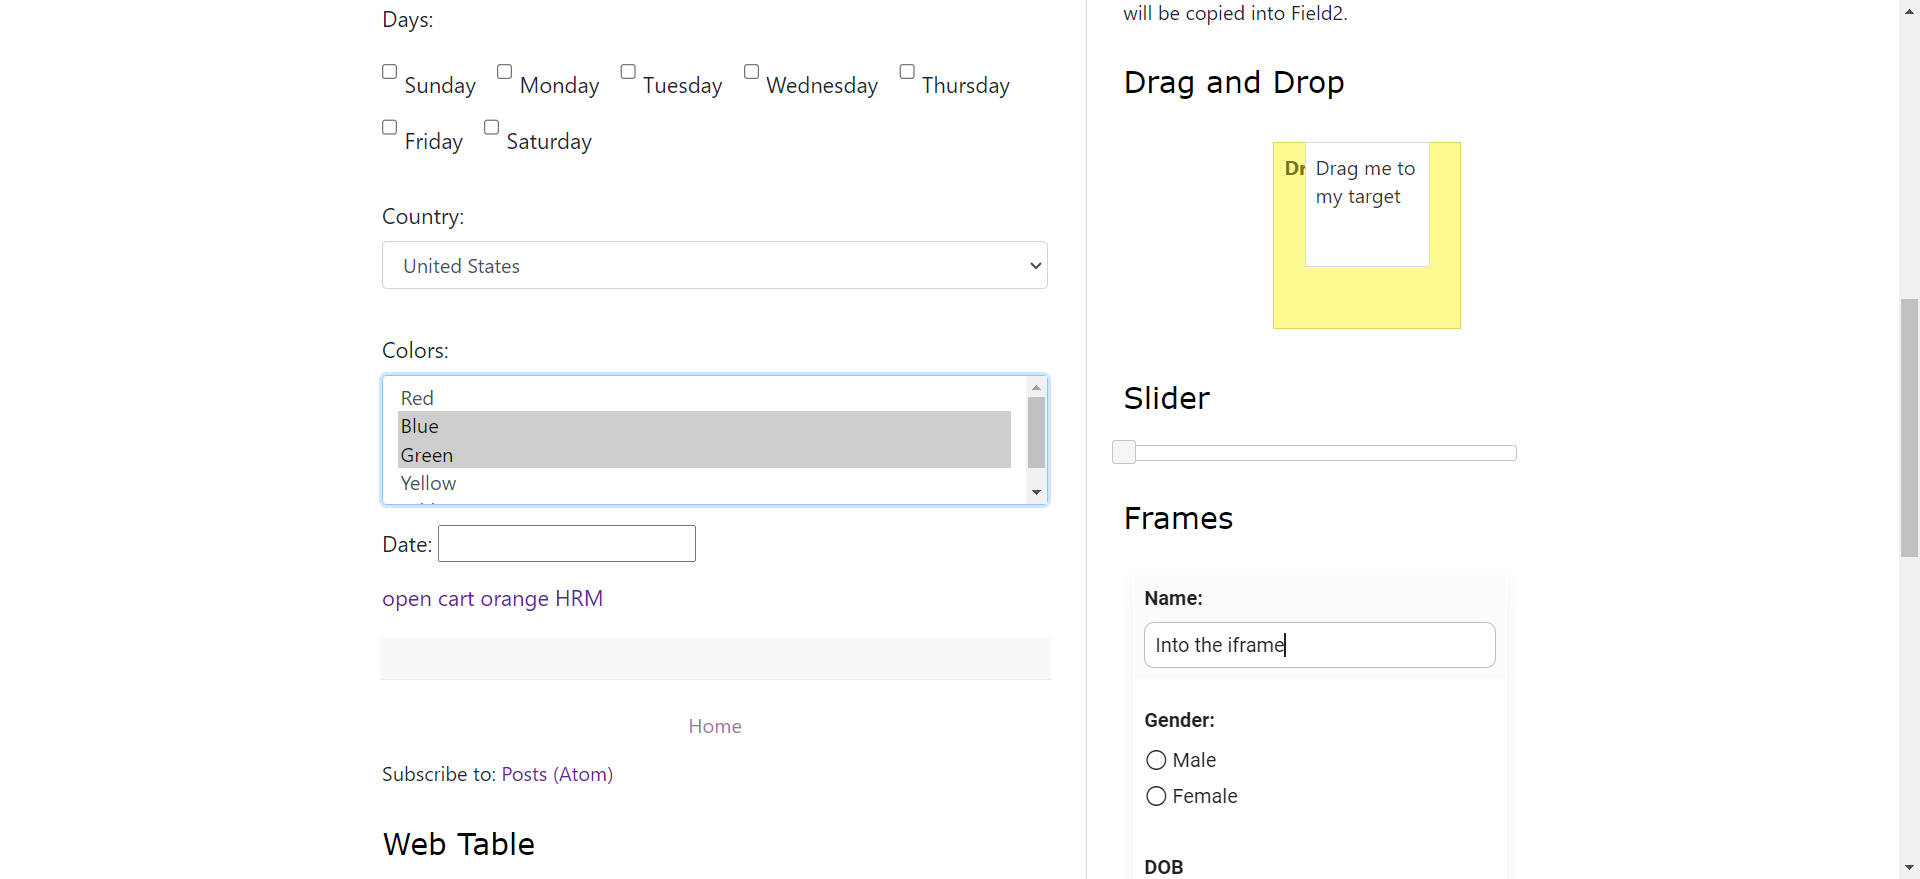 Days:
Sunday Monday Tuesday Wednesday Thursday
Friday Saturday
Country:
United States
Colors:
Red
Blue
Green
Yellow
Date:
open cart orange HRM
Home
Subscribe to: Posts (Atom)
Web Table
will be copied into Field2.
Drag and Drop
Dr
Drag me to
my target
Slider
Frames
Name:
Into the iframe
Gender:
Male
Female
DOB